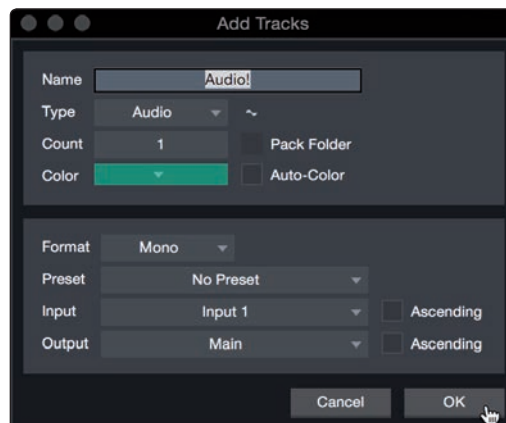 Add Tracks
Name Audio!
Type Audio
Count 1 Pack Folder
Color Auto-Color
Format Mono
Preset No Preset
Input Input 1 Ascending
Output Main Ascending
Cancel OK